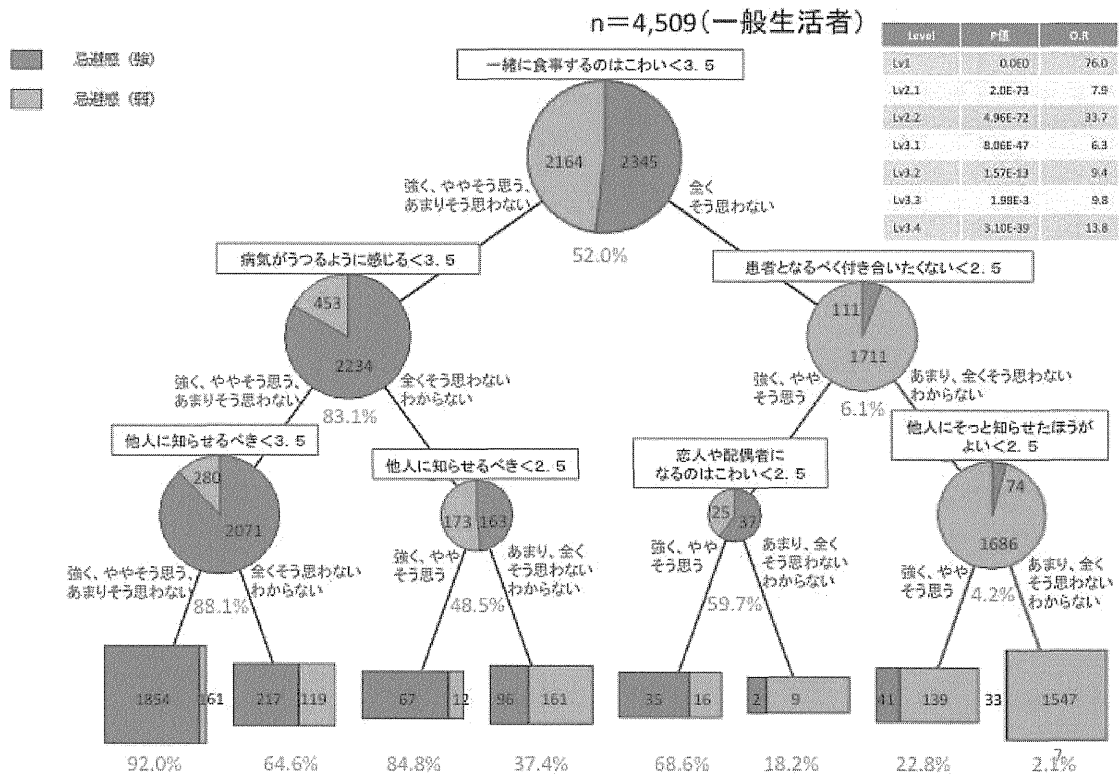 n＝4,509(一般生活者)
忌避感（強）
忌避感（弱）
Level P値 O.R
Lv1 0.0E0 76.0
Lv2.1 2.0E-73 7.9
Lv2.2 4.96E-72 33.7
Lv3.1 8.06E-47 6.3
Lv3.2 1.57E-13 9.4
Lv3.3 1.98E-3 9.8
Lv3.4 3.10E-39 13.8
一緒に食事するのはこわい＜3．5
2164 2345
強く、ややそう思う、
あまりそう思わない
全く
そう思わない
52.0%
病気がうつるように感じる＜3．5
453
2234
強く、ややそう思う、
あまりそう思わない
全くそう思わない
わからない
83.1%
患者となるべく付き合いたくない＜2．5
111
1711
強く、やや
そう思う
あまり、全くそう思わない
わからない
6.1%
他人に知らせるべき＜3．5
280
2071
強く、ややそう思う、
あまりそう思わない
全くそう思わない
わからない
88.1%
他人に知らせるべき＜2．5
173 163
強く、やや
そう思う
あまり、全く
そう思わない
わからない
48.5%
恋人や配偶者に
なるのはこわい＜2．5
25 37
強く、やや
そう思う
あまり、全く
そう思わない
わからない
59.7%
他人にそっと知らせたほうが
よい＜2．5
74
1686
強く、やや
そう思う
あまり、全く
そう思わない
わからない
4.2%
1854 161
217 119
67 12
96 161
35 16
2 9
41 139
33 1547
92.0% 64.6% 84.8% 37.4% 68.6% 18.2% 22.8% 2.1%
7